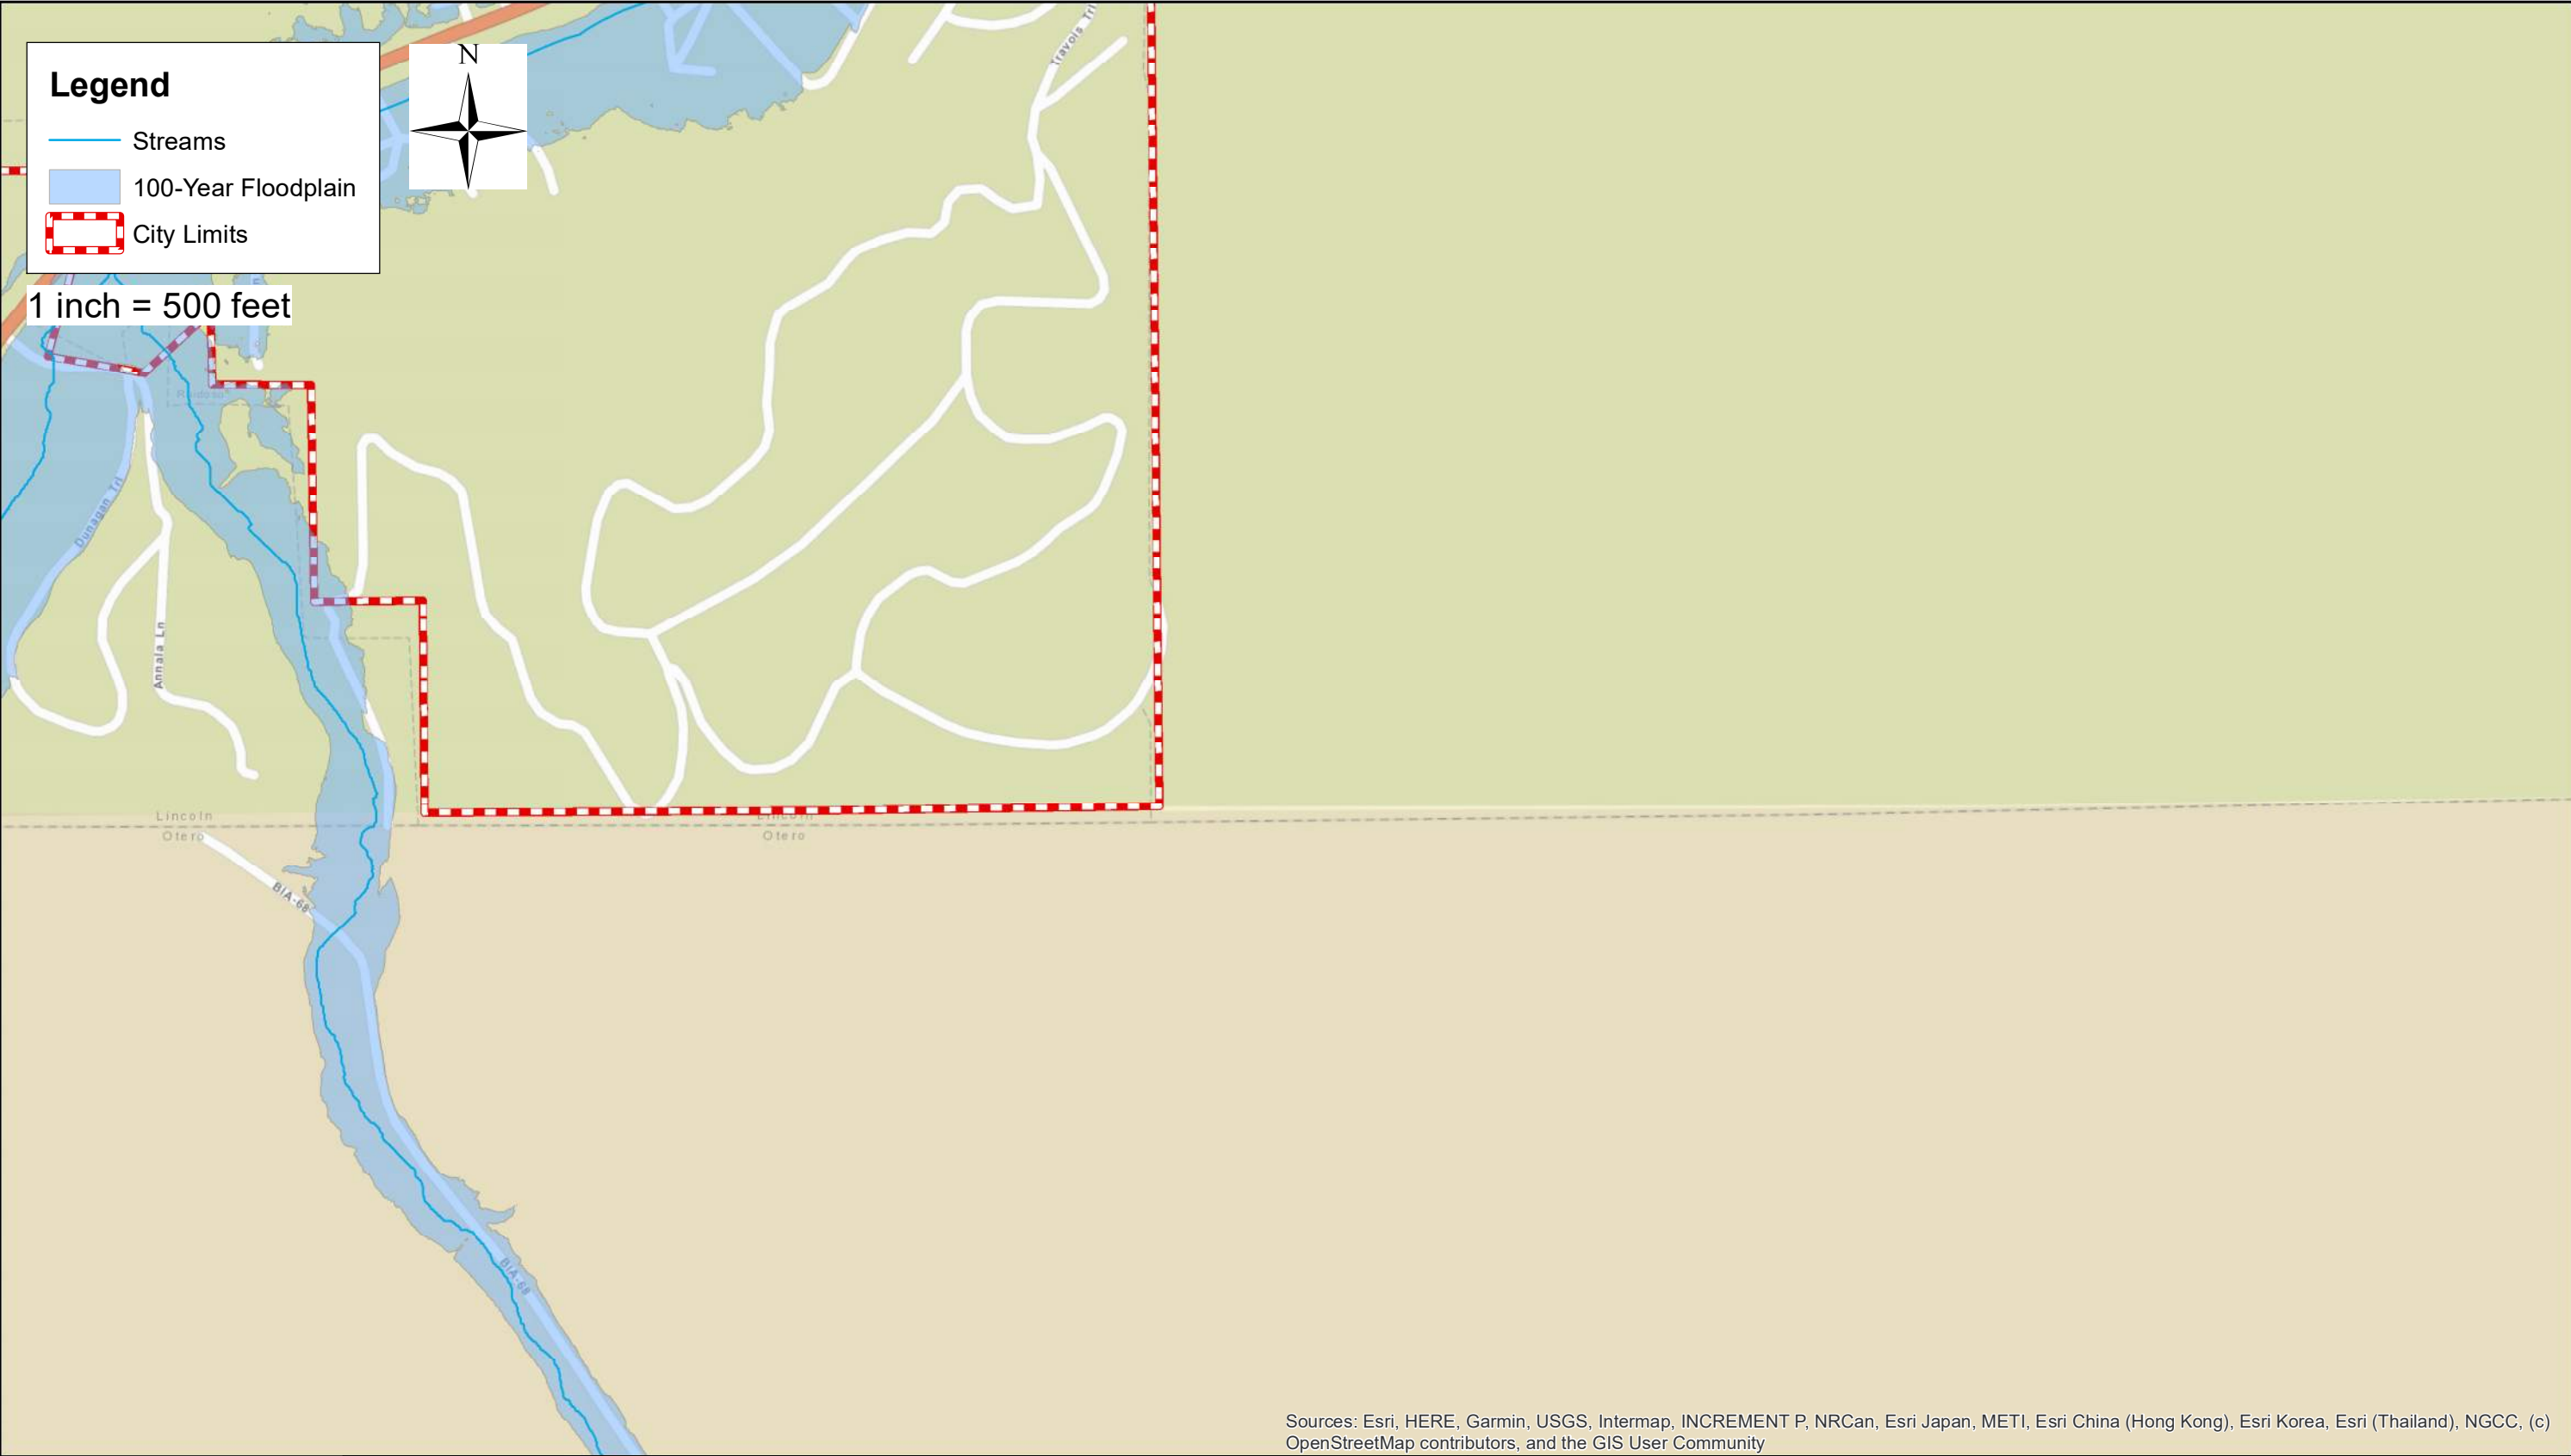 Travois Trl
N
Legend
Streams
100-Year Floodplain
City Limits
1 inch = 500 feet
Ruidoso
Dunagan Trl
Annala Ln
Lincoln
Otero
Lincoln
Otero
BIA-68
BIA-68
Sources: Esri, HERE, Garmin, USGS, Intermap, INCREMENT P, NRCan, Esri Japan, METI, Esri China (Hong Kong), Esri Korea, Esri (Thailand), NGCC, (c)
OpenStreetMap contributors, and the GIS User Community